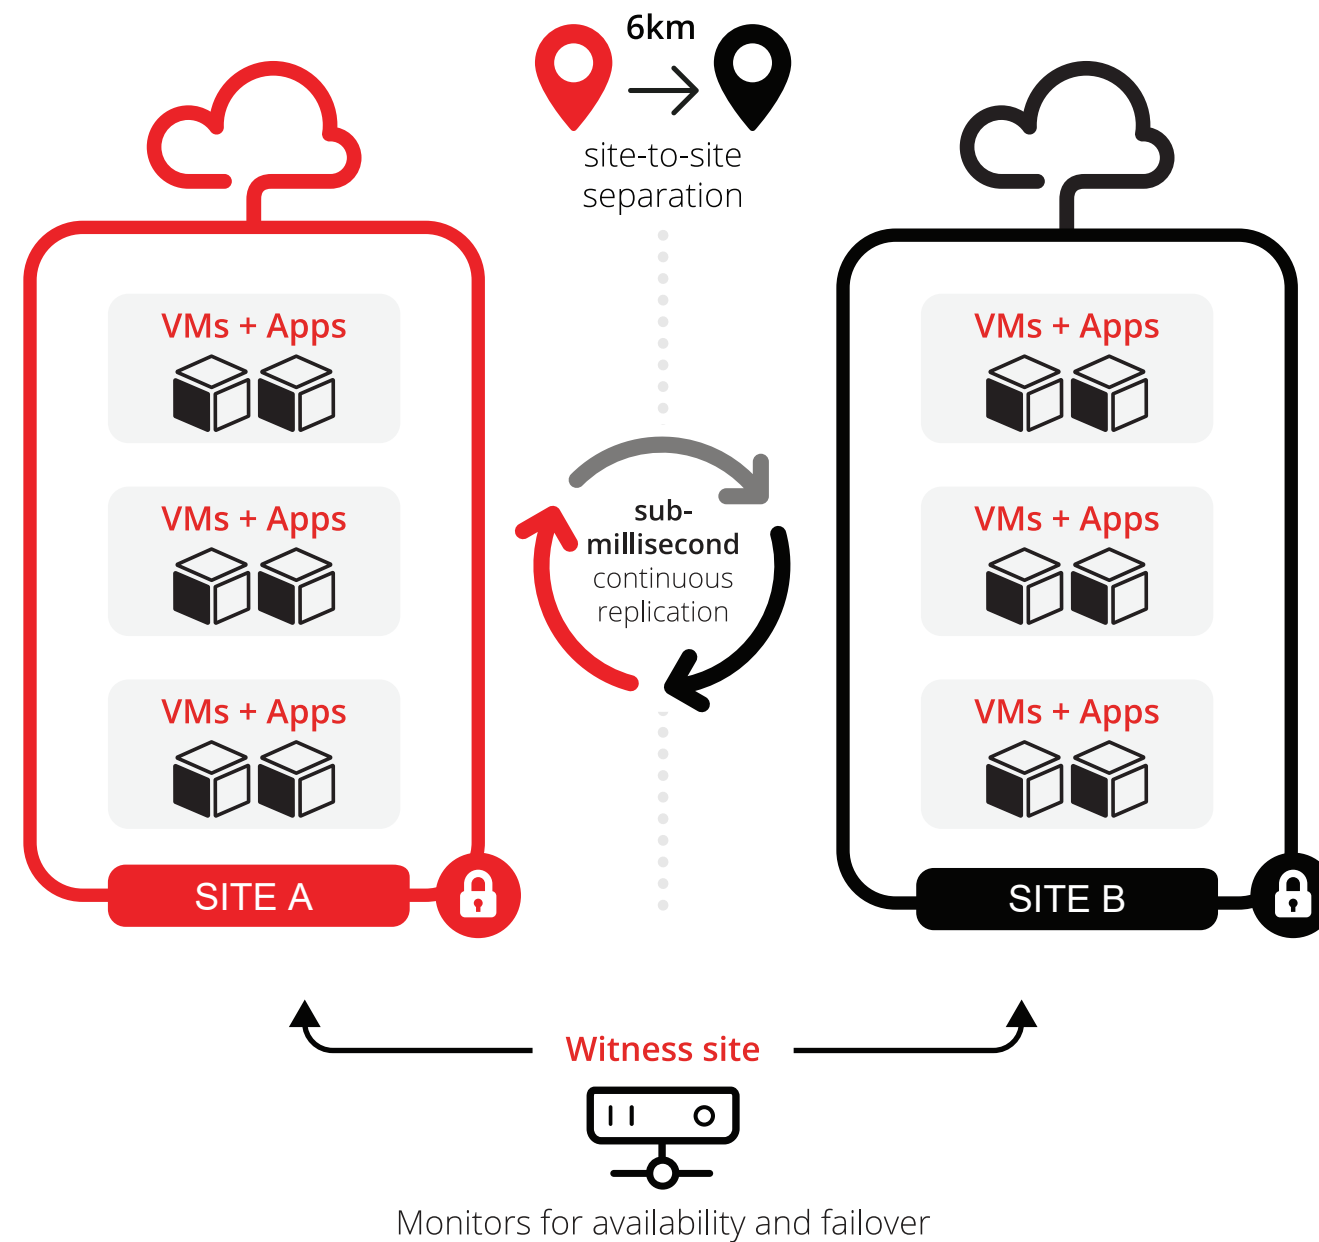 6km
site-to-site
separation
VMs + Apps
VMs + Apps
VMs + Apps
SITE A
sub-
millisecond
continuous
replication
VMs + Apps
VMs + Apps
VMs + Apps
SITE B
Witness site
Monitors for availability and failover